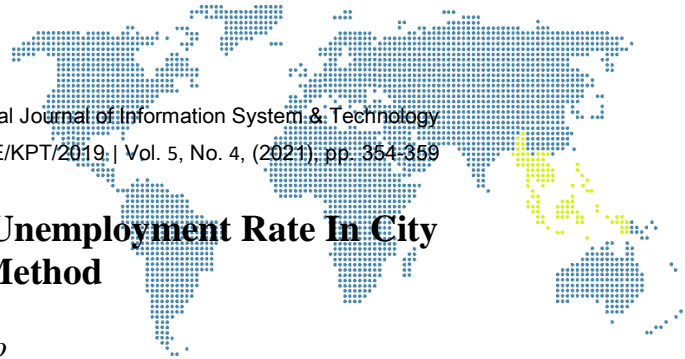 al Journal of Information System & Technology
E/KPT/2019 | Vol. 5, No. 4, (2021), pp. 354-359
Unemployment Rate In City
Method